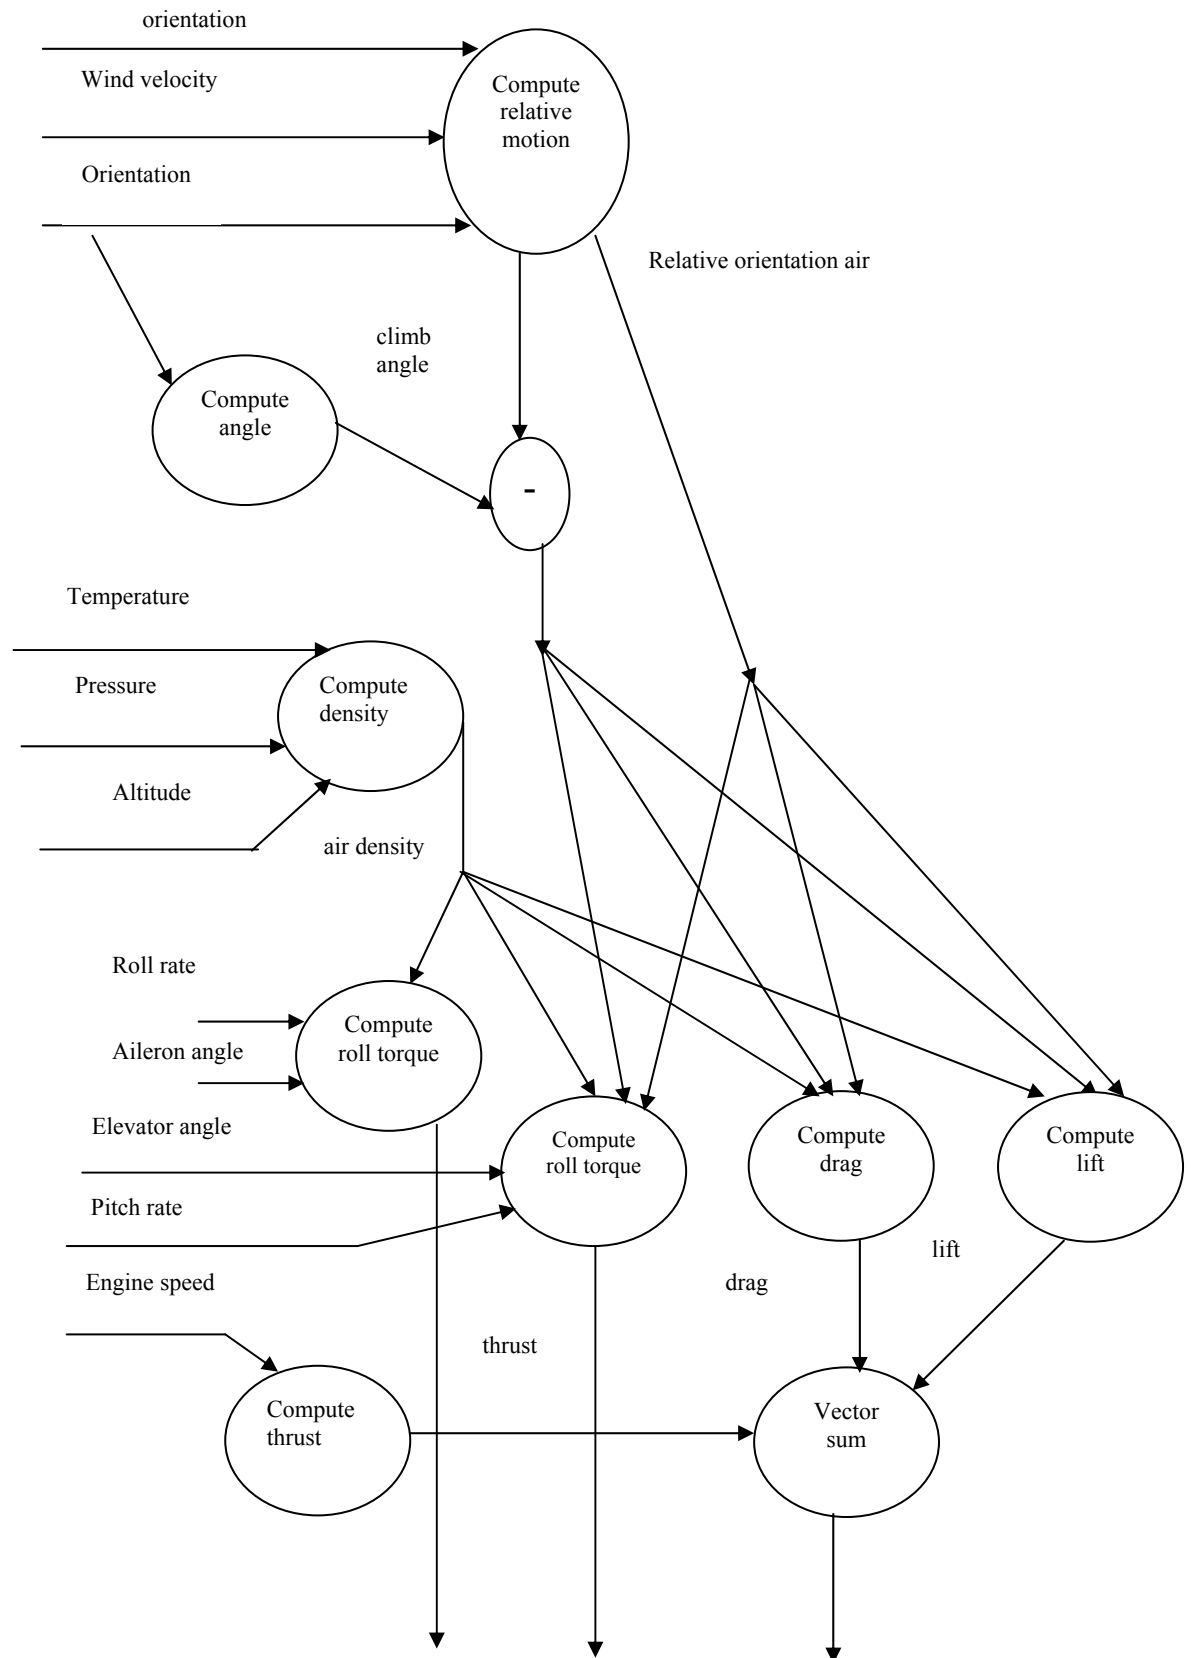 orientation
Wind velocity
Compute
relative
motion
Orientation
Relative orientation air
climb
angle
Compute
angle
-
Temperature
Pressure
Compute
density
Altitude
air density
Roll rate
Compute
roll torque
Aileron angle
Elevator angle
Compute
roll torque
Compute
drag
Compute
lift
Pitch rate
lift
Engine speed
drag
thrust
Compute
thrust
Vector
sum